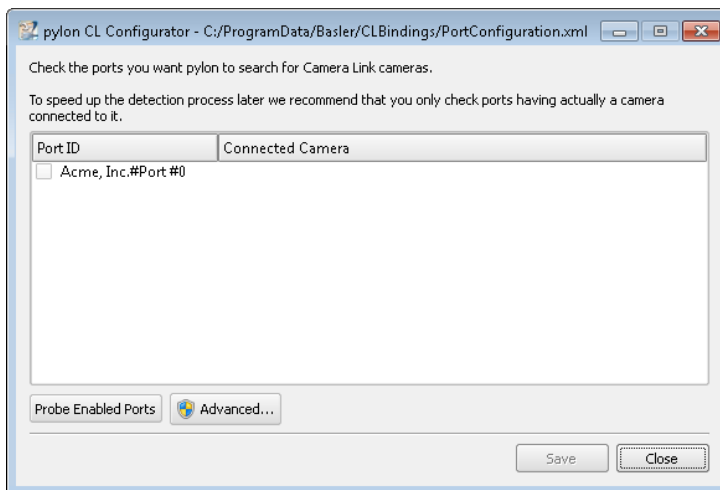 pylon CL Configurator - C:/ProgramData/Basler/CLBindings/PortConfiguration.xml
Check the ports you want pylon to search for Camera Link cameras.
To speed up the detection process later we recommend that you only check ports having actually a camera
connected to it.
Port ID Connected Camera
Acme, Inc.#Port #0
Probe Enabled Ports Advanced...
Save Close